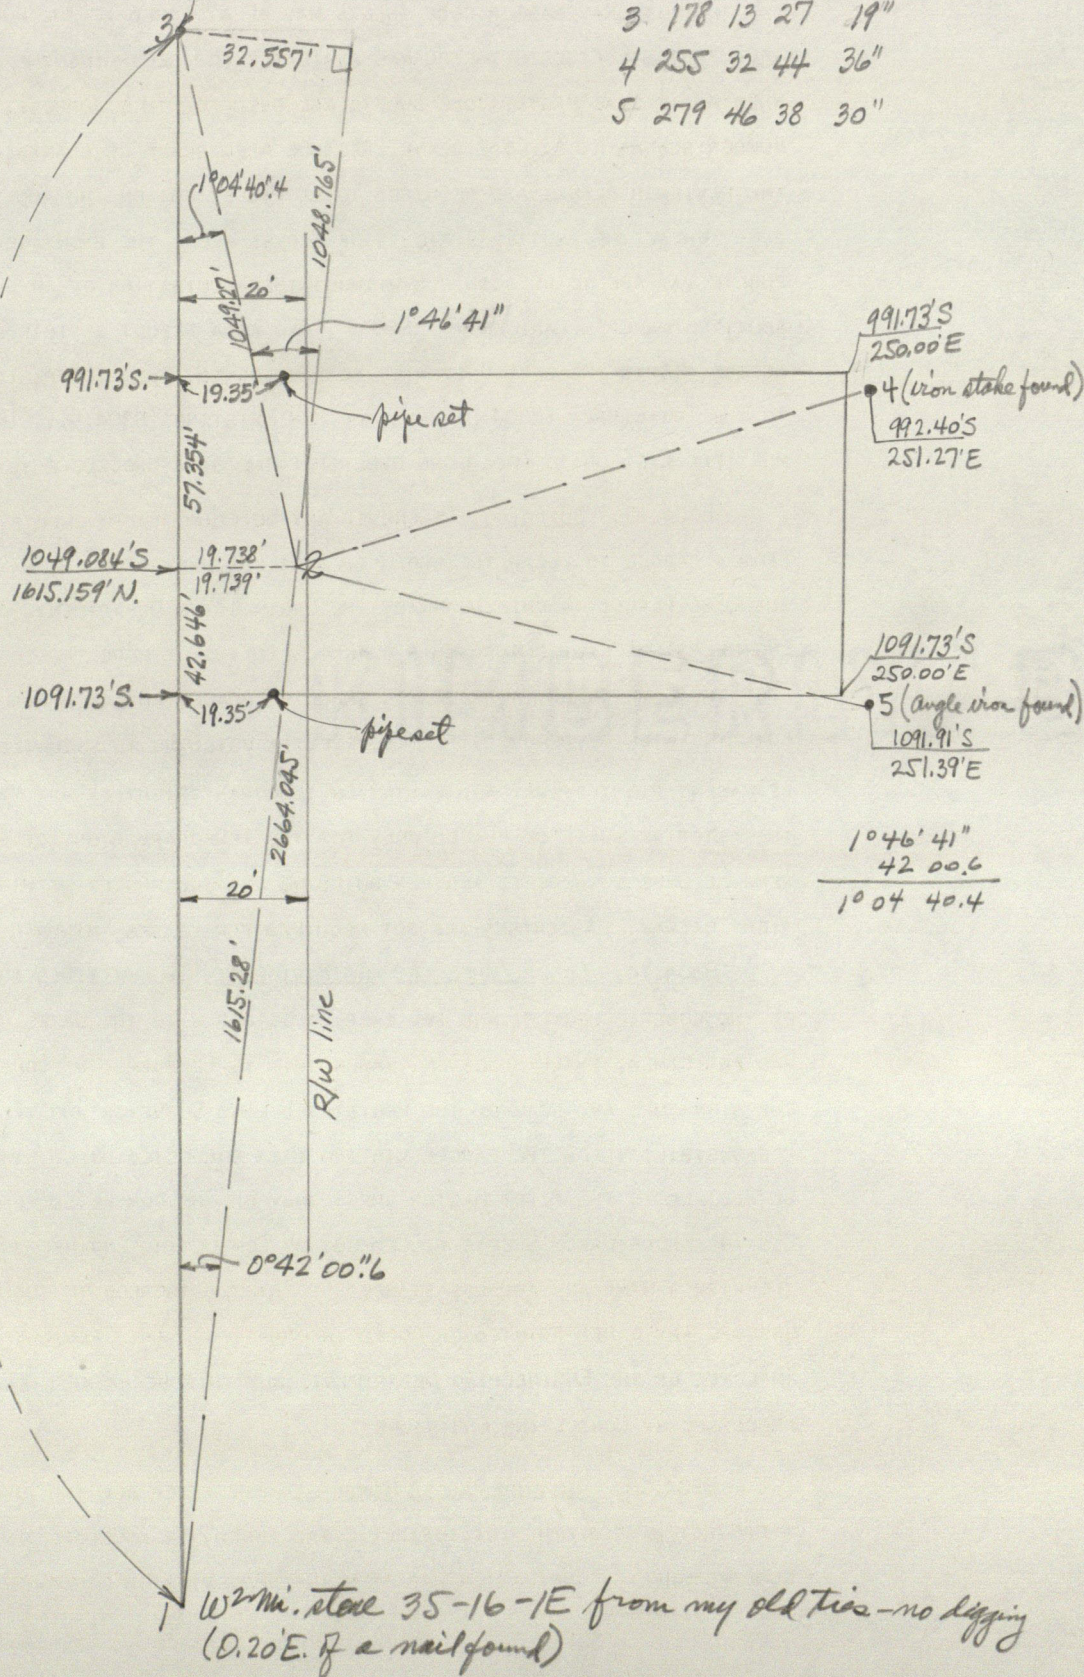 3 178 13 27 19"
4 255 32 44 36"
5 279 46 38 30"
3
32.557'
1°04'40".4
1048.765'
1049.27'
20'
1°46'41"
991.73'S.
19.35'
pipe set
991.73'S
250.00'E
4 (iron stake found)
992.40'S
251.27'E
57.354'
1049.084'S
1615.159'N.
19.738'
19.739'
2
42.646'
1091.73'S.
19.35'
pipe set
1091.73'S
250.00'E
5 (angle iron found)
1091.91'S
251.39'E
2664.045'
1°46'41"
42 00.6
1°04 40.4
20'
1615.28'
R/W line
0°42'00".6
1
stone 35-16-1E from my old ties - no digging
(0.20'E. of a nail found)